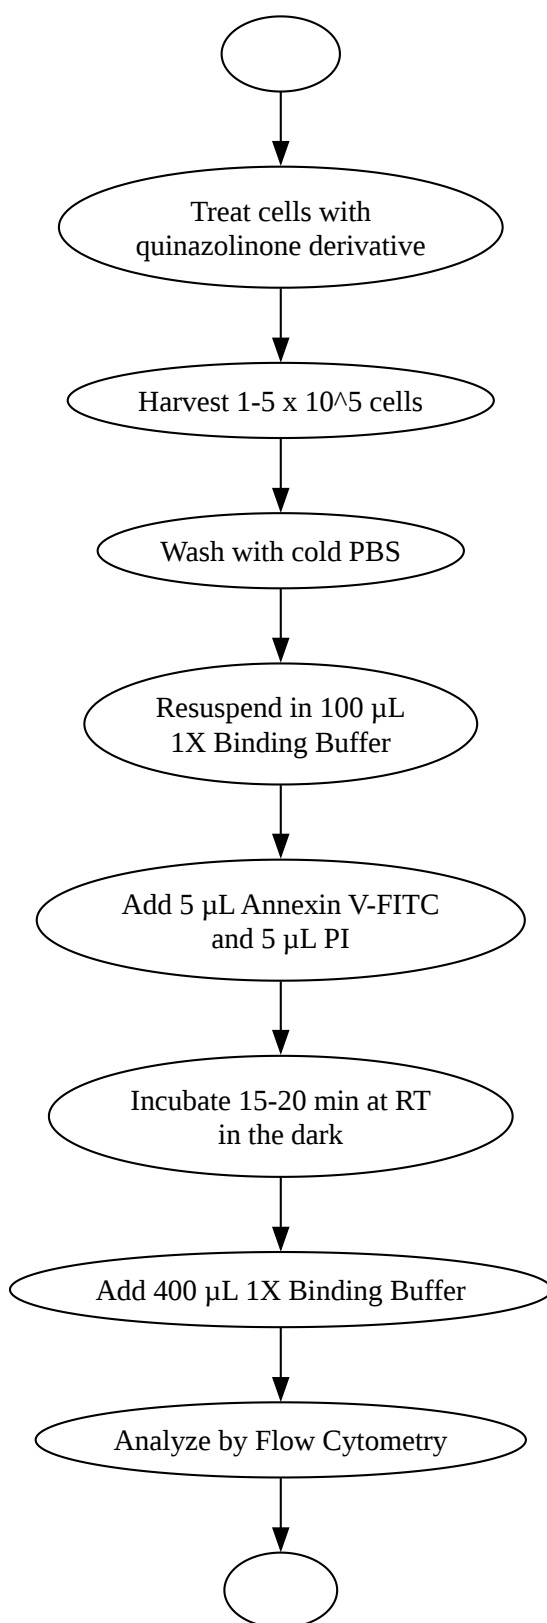 Treat cells with
quinazolinone derivative
Harvest 1-5 x 10^5 cells
Wash with cold PBS
Resuspend in 100 µL
1X Binding Buffer
Add 5 µL Annexin V-FITC
and 5 µL PI
Incubate 15-20 min at RT
in the dark
Add 400 µL 1X Binding Buffer
Analyze by Flow Cytometry